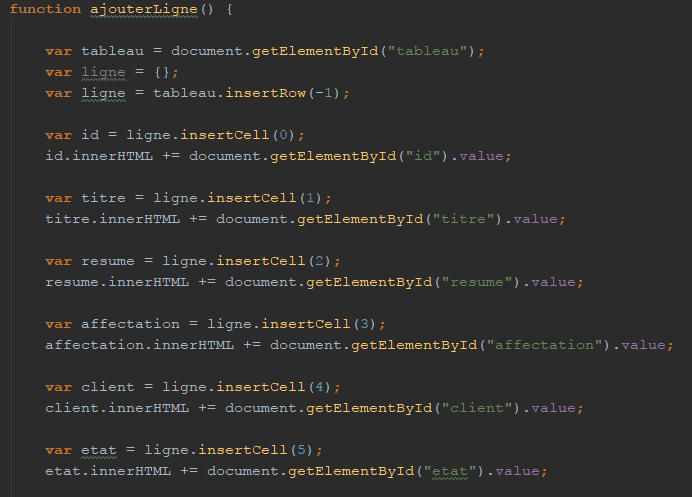 function ajouterLigne() {
var tableau = document.getElementById("tableau");
var ligne = {};
var ligne = tableau.insertRow(-1);
var id = ligne.insertCell(0);
id.innerHTML += document.getElementById("id").value;
var titre = ligne.insertCell(1);
titre.innerHTML += document.getElementById("titre").value;
var resume = ligne.insertCell(2);
resume.innerHTML += document.getElementById("resume").value;
var affectation = ligne.insertCell(3);
affectation.innerHTML += document.getElementById("affectation").value;
var client = ligne.insertCell(4);
client.innerHTML += document.getElementById("client").value;
var etat = ligne.insertCell(5);
etat.innerHTML += document.getElementById("etat").value;